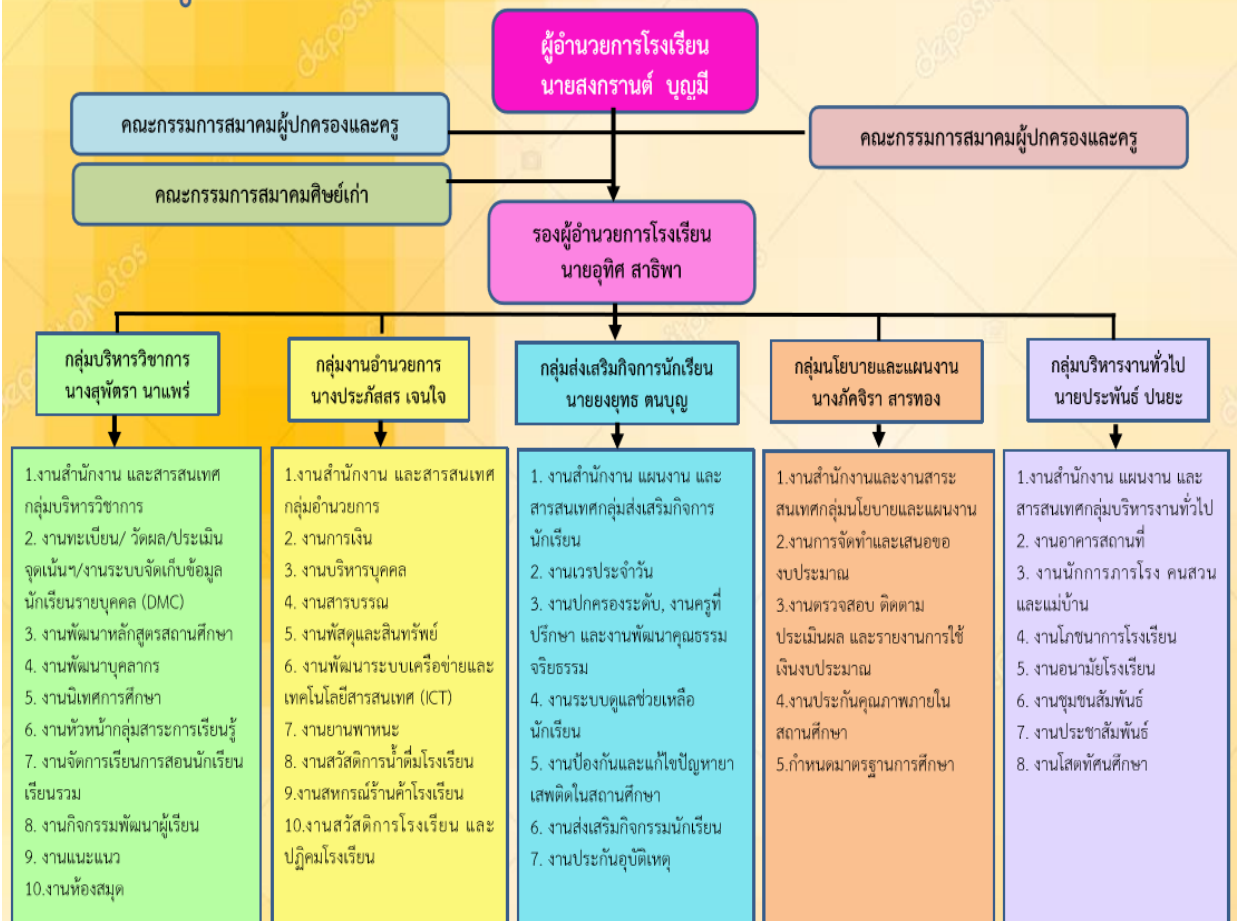 ผู้อำนวยการโรงเรียน
นายสงกรานต์ บุญมี
คณะกรรมการสมาคมผู้ปกครองและครู
คณะกรรมการสมาคมผู้ปกครองและครู
คณะกรรมการสมาคมศิษย์เก่า
รองผู้อำนวยการโรงเรียน
นายอุทิศ สาธิพา
กลุ่มบริหารวิชาการ
นางสุพัตรา นาแพร่
1.งานสำนักงาน และสารสนเทศ
กลุ่มบริหารวิชาการ
2. งานทะเบียน/ วัดผล/ประเมิน
จุดเน้นฯ/งานระบบจัดเก็บข้อมูล
นักเรียนรายบุคคล (DMC)
3. งานพัฒนาหลักสูตรสถานศึกษา
4. งานพัฒนาบุคลากร
5. งานนิเทศการศึกษา
6. งานหัวหน้ากลุ่มสาระการเรียนรู้
7. งานจัดการเรียนการสอนนักเรียน
เรียนรวม
8. งานกิจกรรมพัฒนาผู้เรียน
9. งานแนะแนว
10.งานห้องสมุด
กลุ่มงานอำนวยการ
นางประภัสสร เจนใจ
1.งานสำนักงาน และสารสนเทศ
กลุ่มอำนวยการ
2. งานการเงิน
3. งานบริหารบุคคล
4. งานสารบรรณ
5. งานพัสดุและสินทรัพย์
6. งานพัฒนาระบบเครือข่ายและ
เทคโนโลยีสารสนเทศ (ICT)
7. งานยานพาหนะ
8. งานสวัสดิการน้ำดื่มโรงเรียน
9.งานสหกรณ์ร้านค้าโรงเรียน
10.งานสวัสดิการโรงเรียน และ
ปฏิคมโรงเรียน
กลุ่มส่งเสริมกิจการนักเรียน
นายยงยุทธ ตนบุญ
1. งานสำนักงาน แผนงาน และ
สารสนเทศกลุ่มส่งเสริมกิจการ
นักเรียน
2. งานเวรประจำวัน
3. งานปกครองระดับ, งานครูที่
ปรึกษา และงานพัฒนาคุณธรรม
จริยธรรม
4. งานระบบดูแลช่วยเหลือ
นักเรียน
5. งานป้องกันและแก้ไขปัญหายา
เสพติดในสถานศึกษา
6. งานส่งเสริมกิจกรรมนักเรียน
7. งานประกันอุบัติเหตุ
กลุ่มนโยบายและแผนงาน
นางภัคจิรา สารทอง
1.งานสำนักงานและงานสาระ
สนเทศกลุ่มนโยบายและแผนงาน
2.งานการจัดทำและเสนอขอ
งบประมาณ
3.งานตรวจสอบ ติดตาม
ประเมินผล และรายงานการใช้
เงินงบประมาณ
4.งานประกันคุณภาพภายใน
สถานศึกษา
5.กำหนดมาตรฐานการศึกษา
กลุ่มบริหารงานทั่วไป
นายประพันธ์ ปนยะ
1.งานสำนักงาน แผนงาน และ
สารสนเทศกลุ่มบริหารงานทั่วไป
2. งานอาคารสถานที่
3. งานนักการภารโรง คนสวน
และแม่บ้าน
4. งานโภชนาการโรงเรียน
5. งานอนามัยโรงเรียน
6. งานชุมชนสัมพันธ์
7. งานประชาสัมพันธ์
8. งานโสตทัศนศึกษา
depositphotos